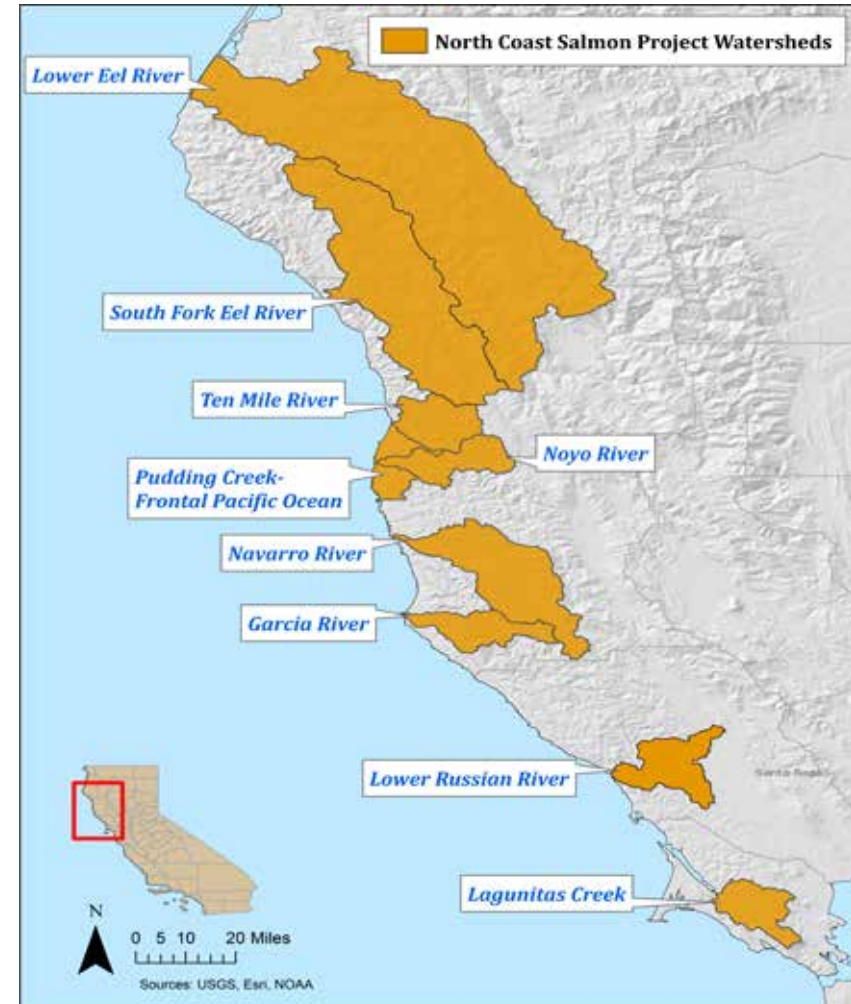 North Coast Salmon Project Watersheds
Lower Eel River
South Fork Eel River
Ten Mile River
Noyo River
Pudding Creek-
Frontal Pacific Ocean
Navarro River
Garcia River
Lower Russian River
Santa Rosa
Lagunitas Creek
N
0 5 10 20 Miles
Sources: USGS, Esri, NOAA